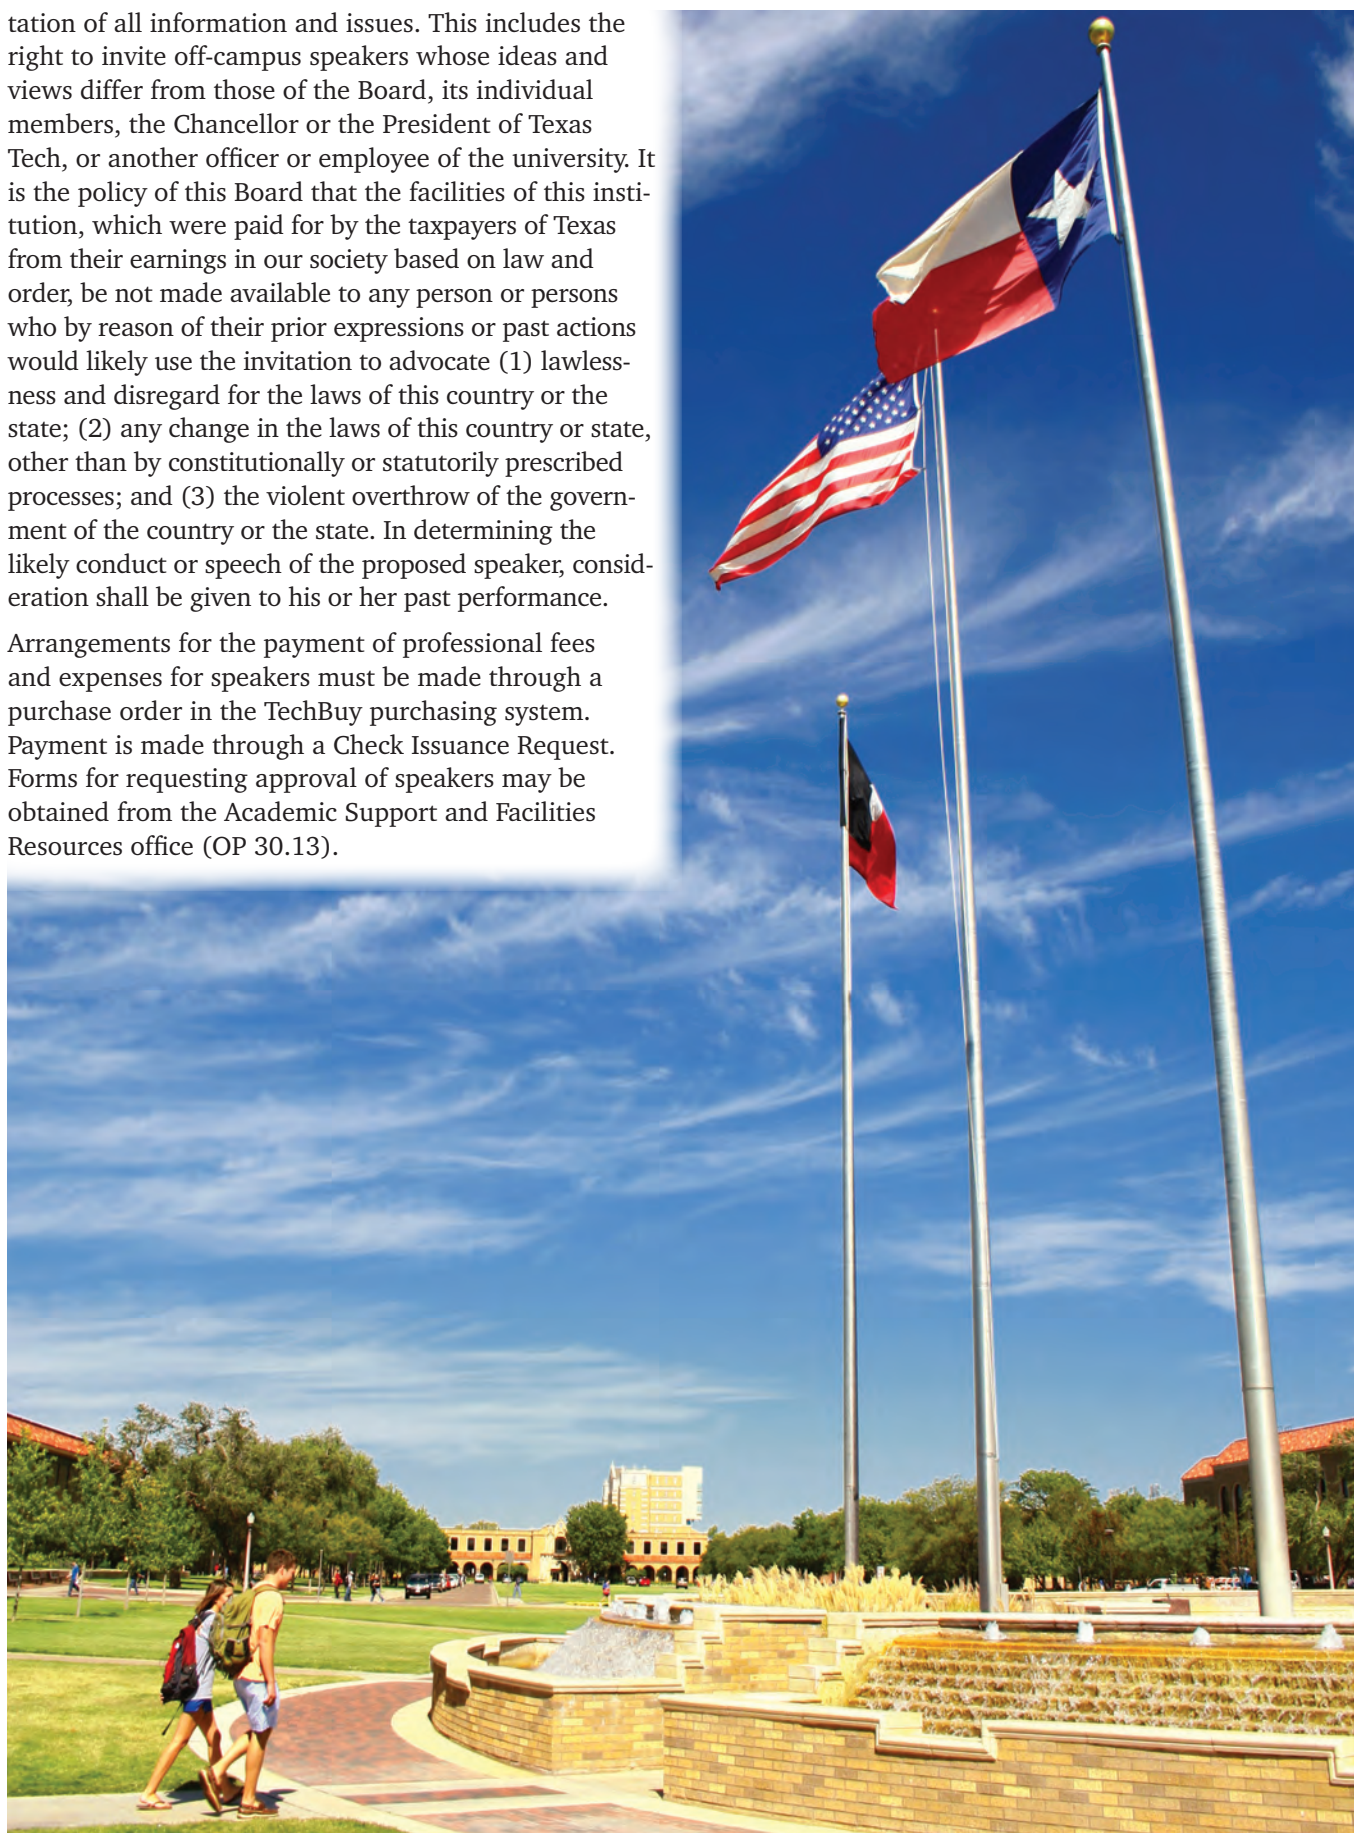 tation of all information and issues. This includes the
right to invite off-campus speakers whose ideas and
views differ from those of the Board, its individual
members, the Chancellor or the President of Texas
Tech, or another officer or employee of the university. It
is the policy of this Board that the facilities of this insti-
tution, which were paid for by the taxpayers of Texas
from their earnings in our society based on law and
order, be not made available to any person or persons
who by reason of their prior expressions or past actions
would likely use the invitation to advocate (1) lawless-
ness and disregard for the laws of this country or the
state; (2) any change in the laws of this country or state,
other than by constitutionally or statutorily prescribed
processes; and (3) the violent overthrow of the govern-
ment of the country or the state. In determining the
likely conduct or speech of the proposed speaker, consid-
eration shall be given to his or her past performance.
Arrangements for the payment of professional fees
and expenses for speakers must be made through a
purchase order in the TechBuy purchasing system.
Payment is made through a Check Issuance Request.
Forms for requesting approval of speakers may be
obtained from the Academic Support and Facilities
Resources office (OP 30.13).